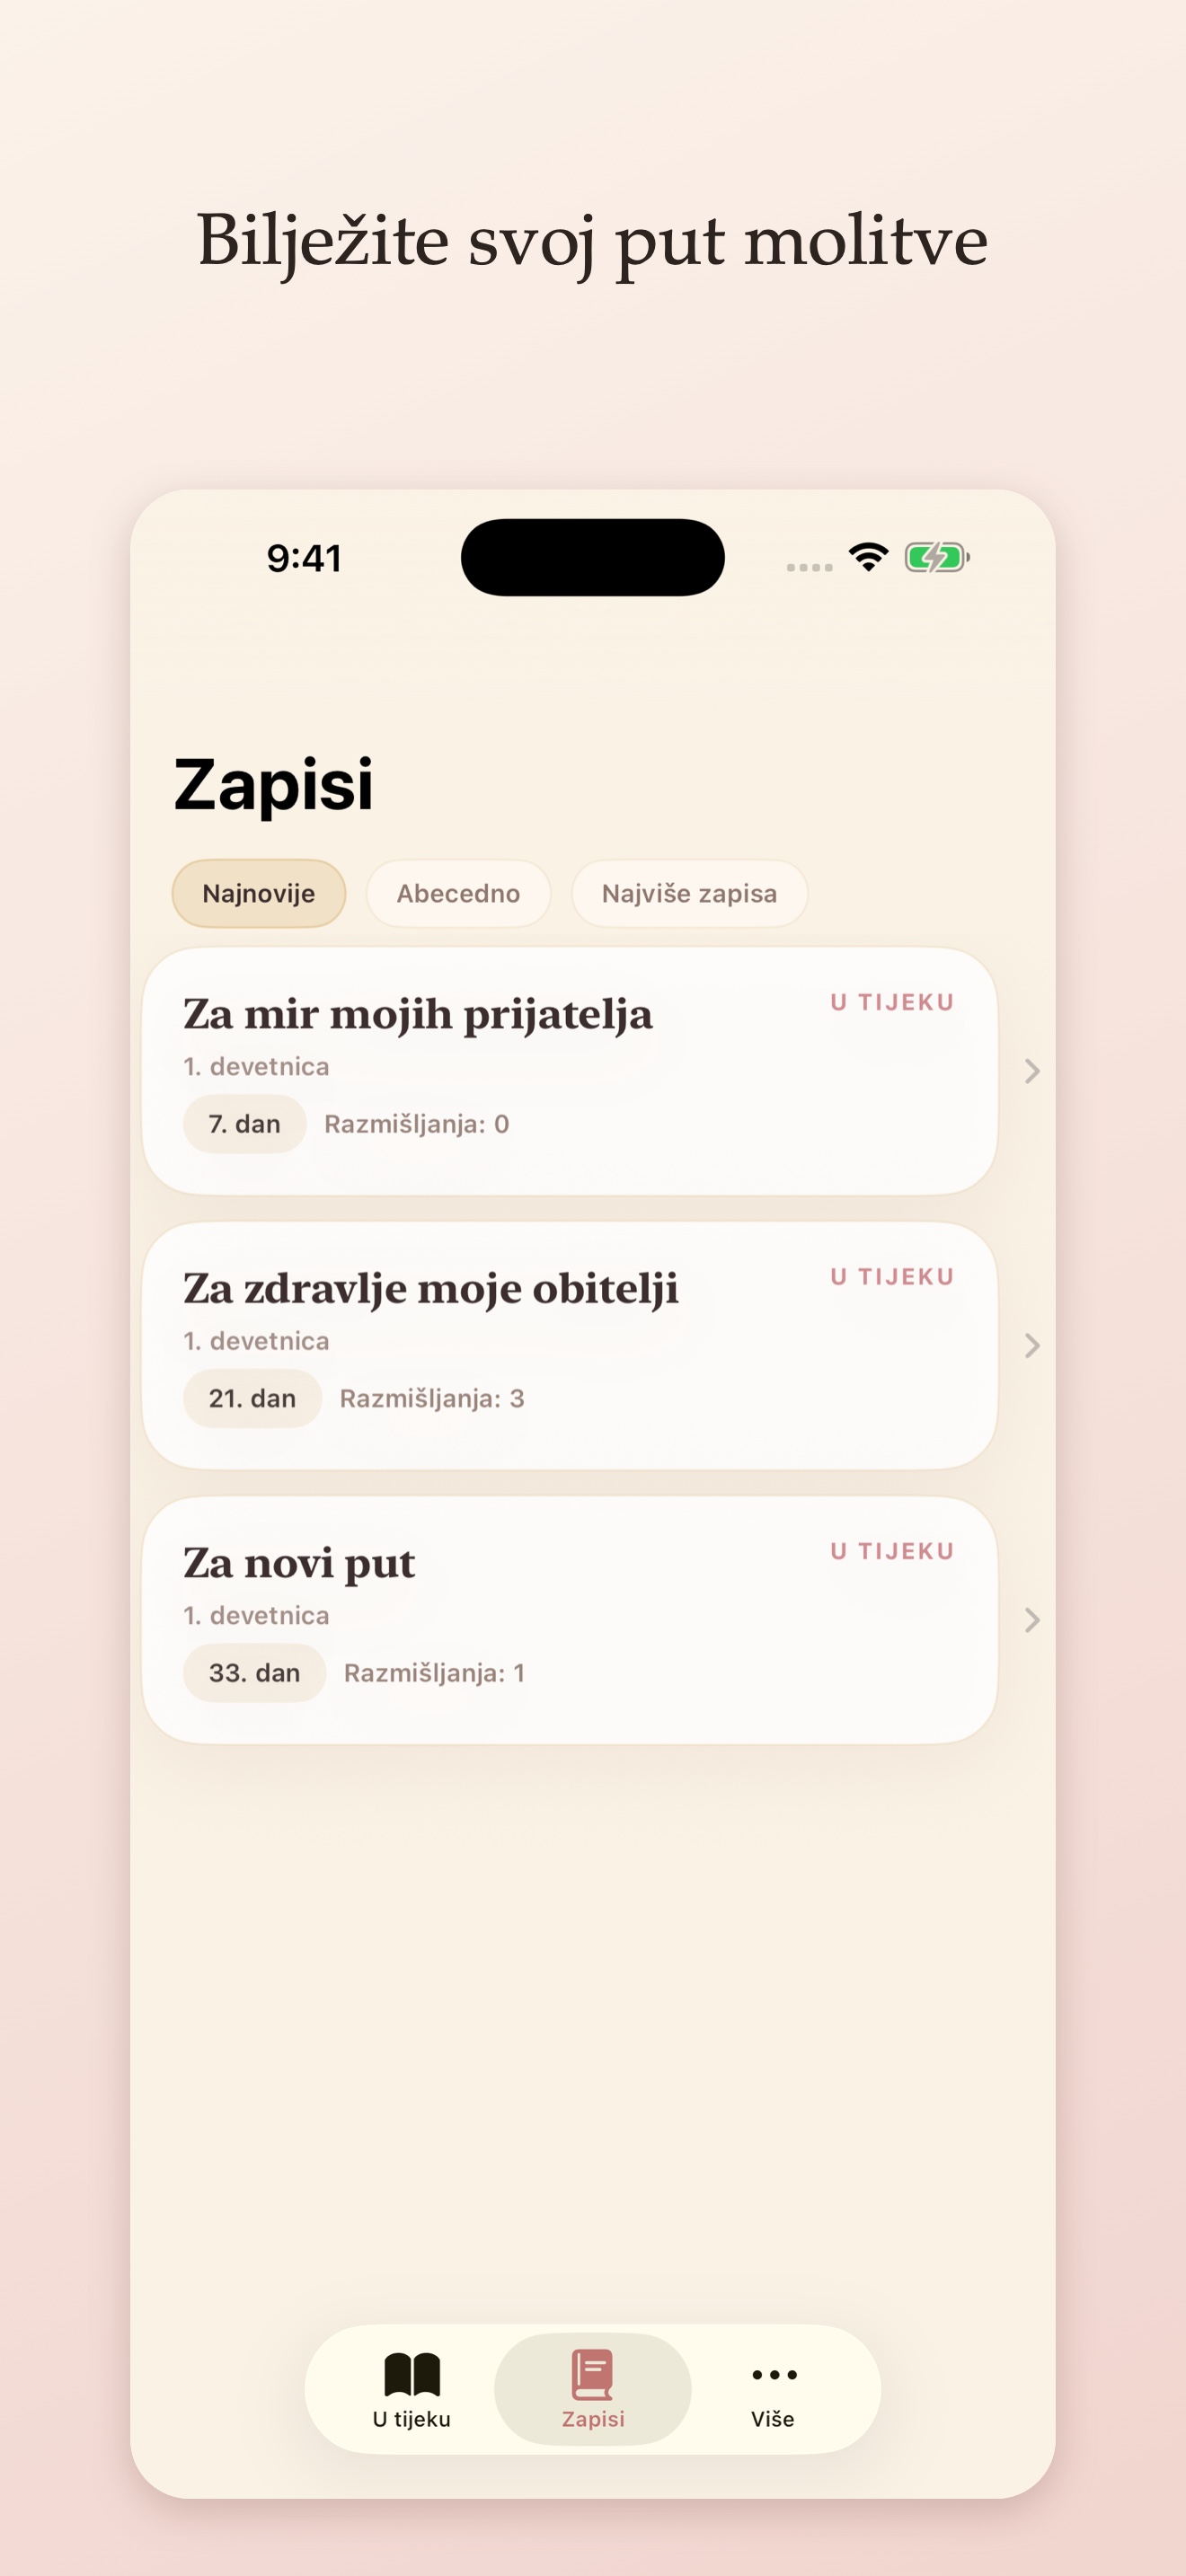 Bilježite svoj put molitve
9:41
Zapisi
Najnovije
Abecedno
Najviše zapisa
Za mir mojih prijatelja
U TIJEKU
1. devetnica
7. dan
Razmišljanja: 0
Za zdravlje moje obitelji
U TIJEKU
1. devetnica
21. dan
Razmišljanja: 3
Za novi put
U TIJEKU
1. devetnica
33. dan
Razmišljanja: 1
U tijeku
Zapisi
Više